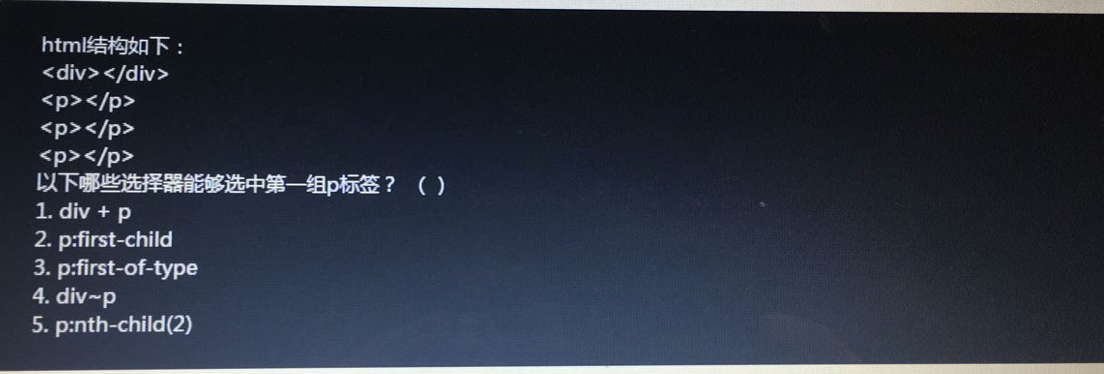 html结构如下：
<div></div>
<p></p>
<p></p>
<p></p>
以下哪些选择器能够选中第一组p标签？ （ ）
1. div + p
2. p:first-child
3. p:first-of-type
4. div~p
5. p:nth-child(2)